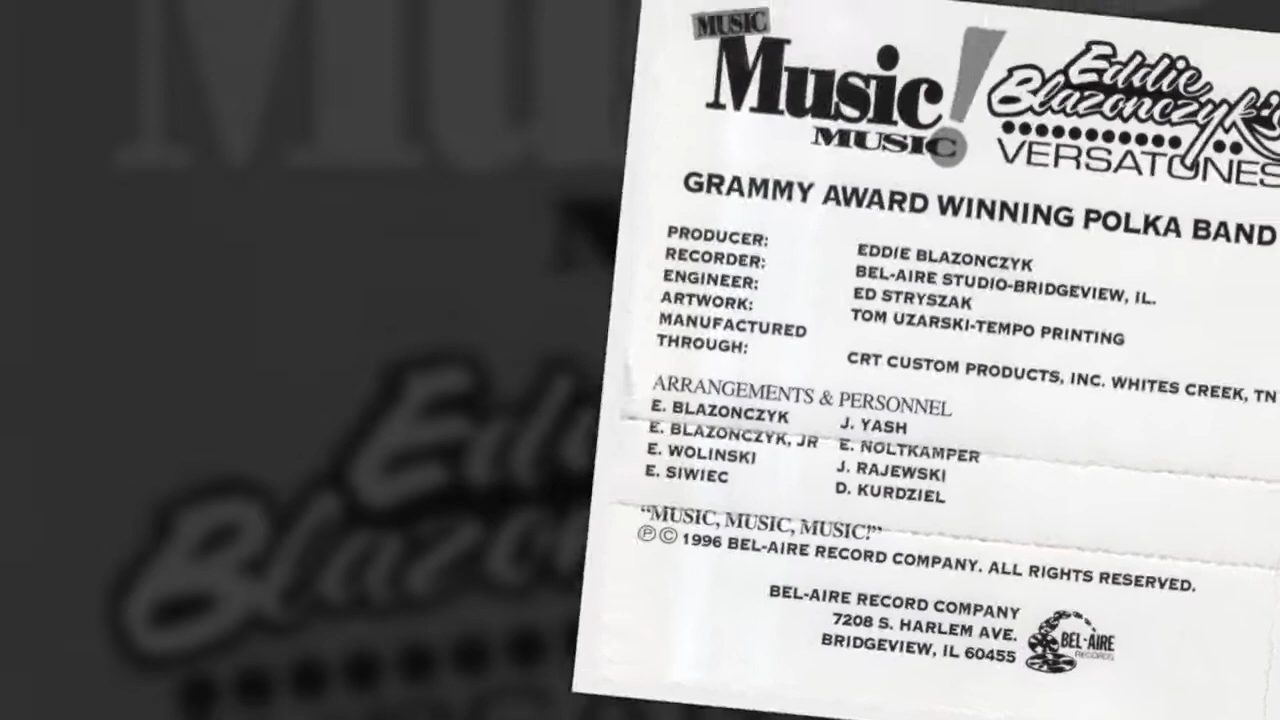 MUSIC
Music!
MUSIC
Eddie
Blazonczyk's
VERSATONES
GRAMMY AWARD WINNING POLKA BAND
PRODUCER: EDDIE BLAZONCZYK
RECORDER: BEL-AIRE STUDIO-BRIDGEVIEW, IL.
ENGINEER: ED STRYSZAK
ARTWORK: TOM UZARSKI-TEMPO PRINTING
MANUFACTURED
THROUGH: CRT CUSTOM PRODUCTS, INC. WHITES CREEK, TN
ARRANGEMENTS & PERSONNEL
E. BLAZONCZYK J. YASH
E. BLAZONCZYK, JR E. NOLTKAMPER
E. WOLINSKI J. RAJEWSKI
E. SIWIEC D. KURDZIEL
“MUSIC, MUSIC, MUSIC!”
Ⓟ © 1996 BEL-AIRE RECORD COMPANY. ALL RIGHTS RESERVED.
BEL-AIRE RECORD COMPANY
7208 S. HARLEM AVE.
BRIDGEVIEW, IL 60455
BEL-AIRE
RECORDS